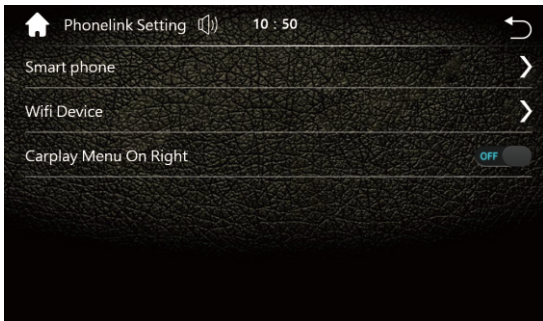 Phonelink Setting 10 : 50
Smart phone
Wifi Device
Carplay Menu On Right OFF